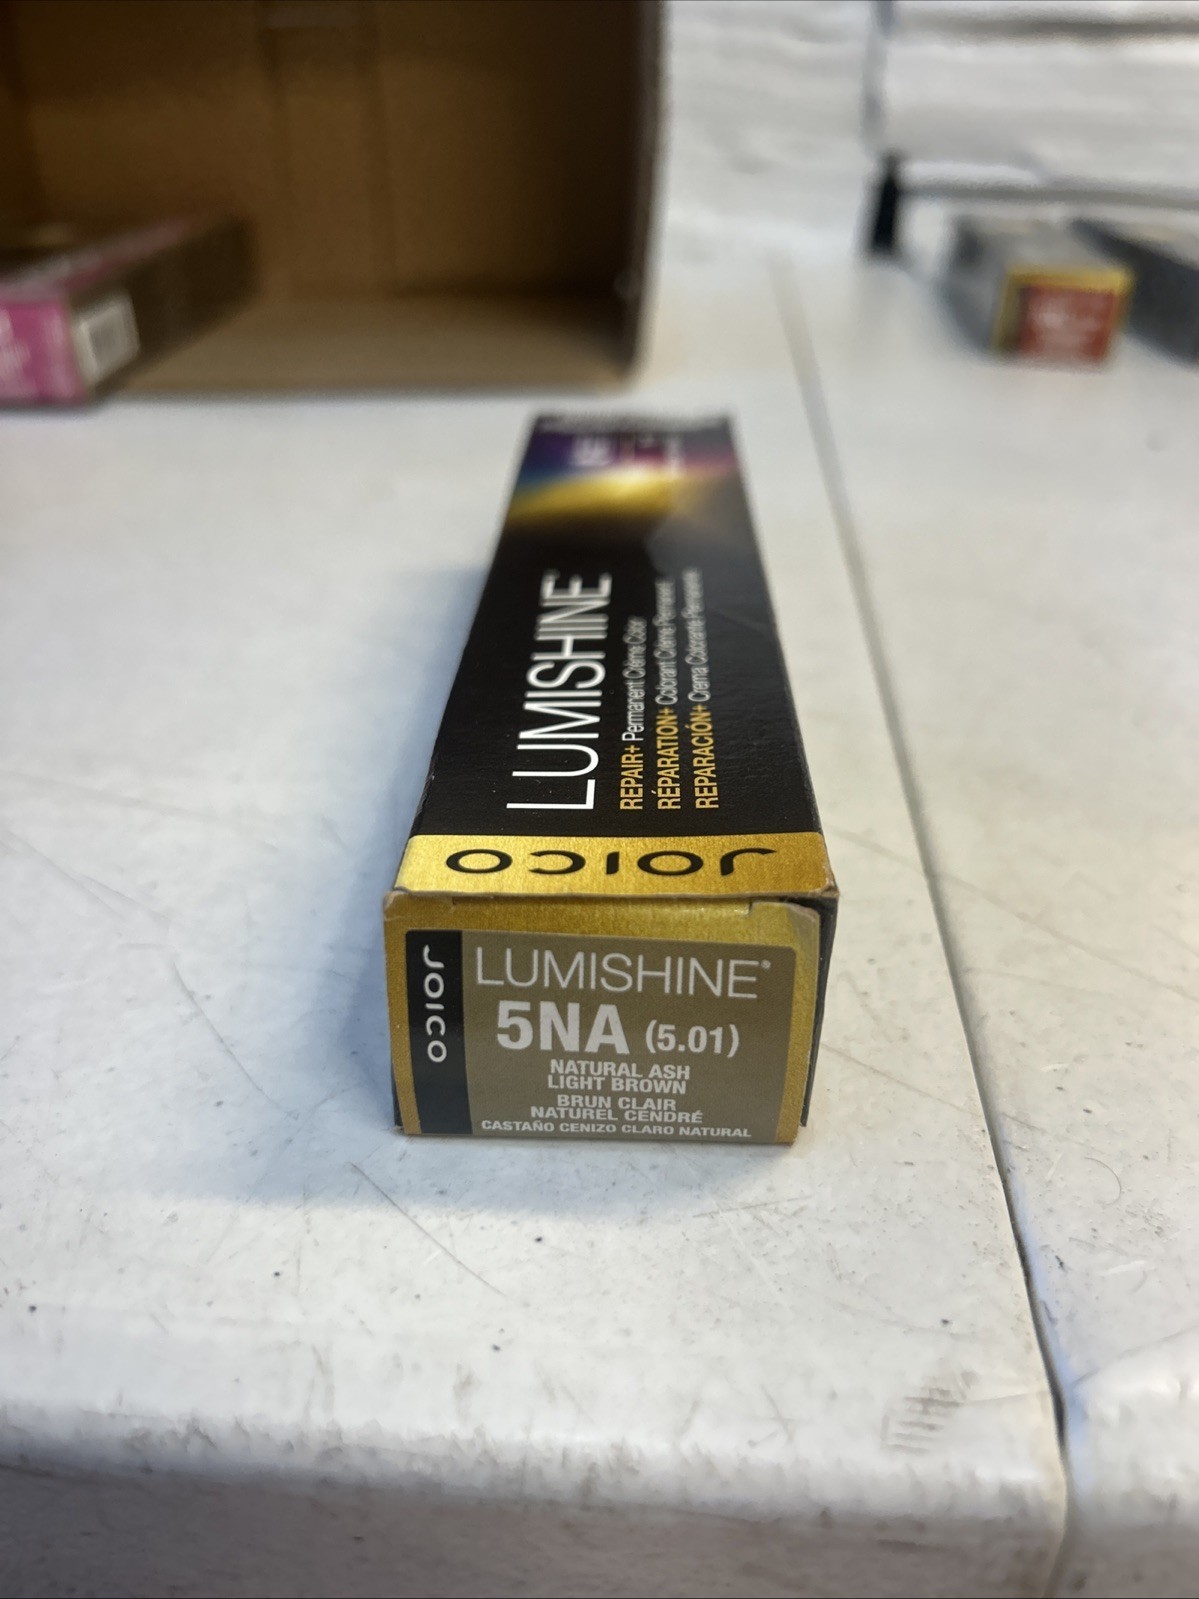 LUMISHINE®
REPAIR+ Permanent Crème Color
RÉPARATION+ Colorant Crème Permanent
REPARACIÓN+ Crema Colorante Permanente
JOICO
JOICO
LUMISHINE®
5NA (5.01)
NATURAL ASH
LIGHT BROWN
BRUN CLAIR
NATUREL CENDRÉ
CASTAÑO CENIZO CLARO NATURAL